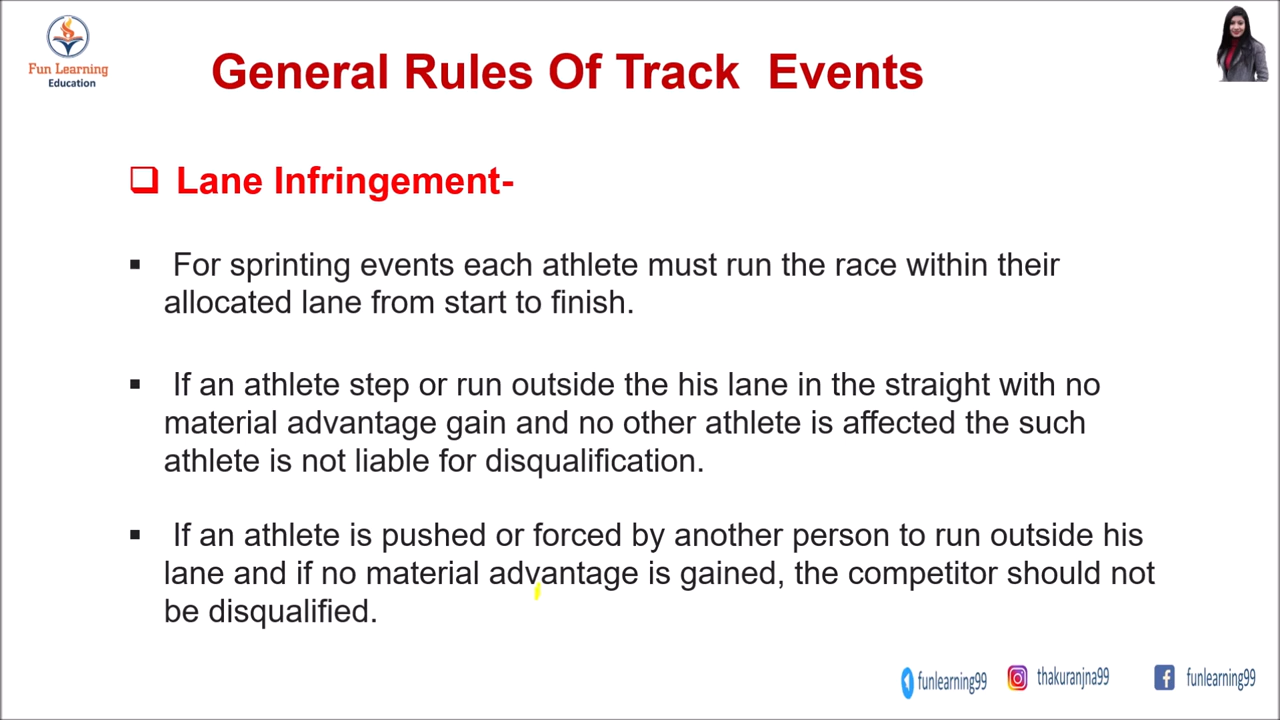 Fun Learning
Education
General Rules Of Track Events
Lane Infringement-
For sprinting events each athlete must run the race within their
allocated lane from start to finish.
If an athlete step or run outside the his lane in the straight with no
material advantage gain and no other athlete is affected the such
athlete is not liable for disqualification.
If an athlete is pushed or forced by another person to run outside his
lane and if no material advantage is gained, the competitor should not
be disqualified.
funlearning99 thakuranjna99 funlearning99